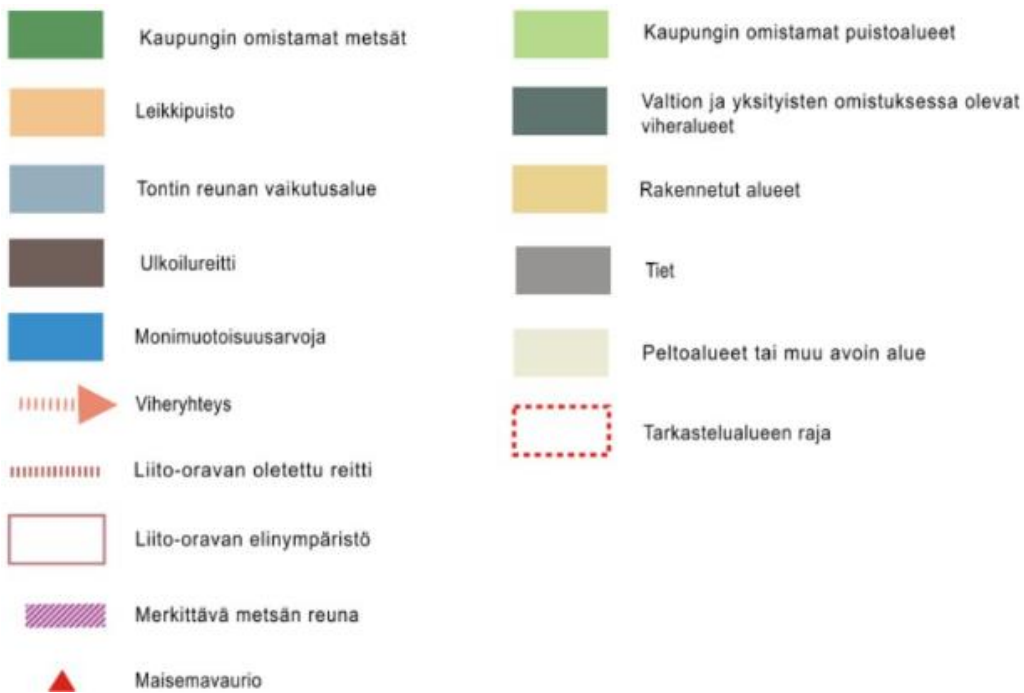 Kaupungin omistamat metsät
Leikkipuisto
Tontin reunan vaikutusalue
Ulkoilureitti
Monimuotoisuusarvoja
Viheryhteys
Liito-oravan oletettu reitti
Liito-oravan elinympäristö
Merkittävä metsän reuna
Maisemavaurio
Kaupungin omistamat puistoalueet
Valtion ja yksityisten omistuksessa olevat
viheralueet
Rakennetut alueet
Tiet
Peltoalueet tai muu avoin alue
Tarkastelualueen raja